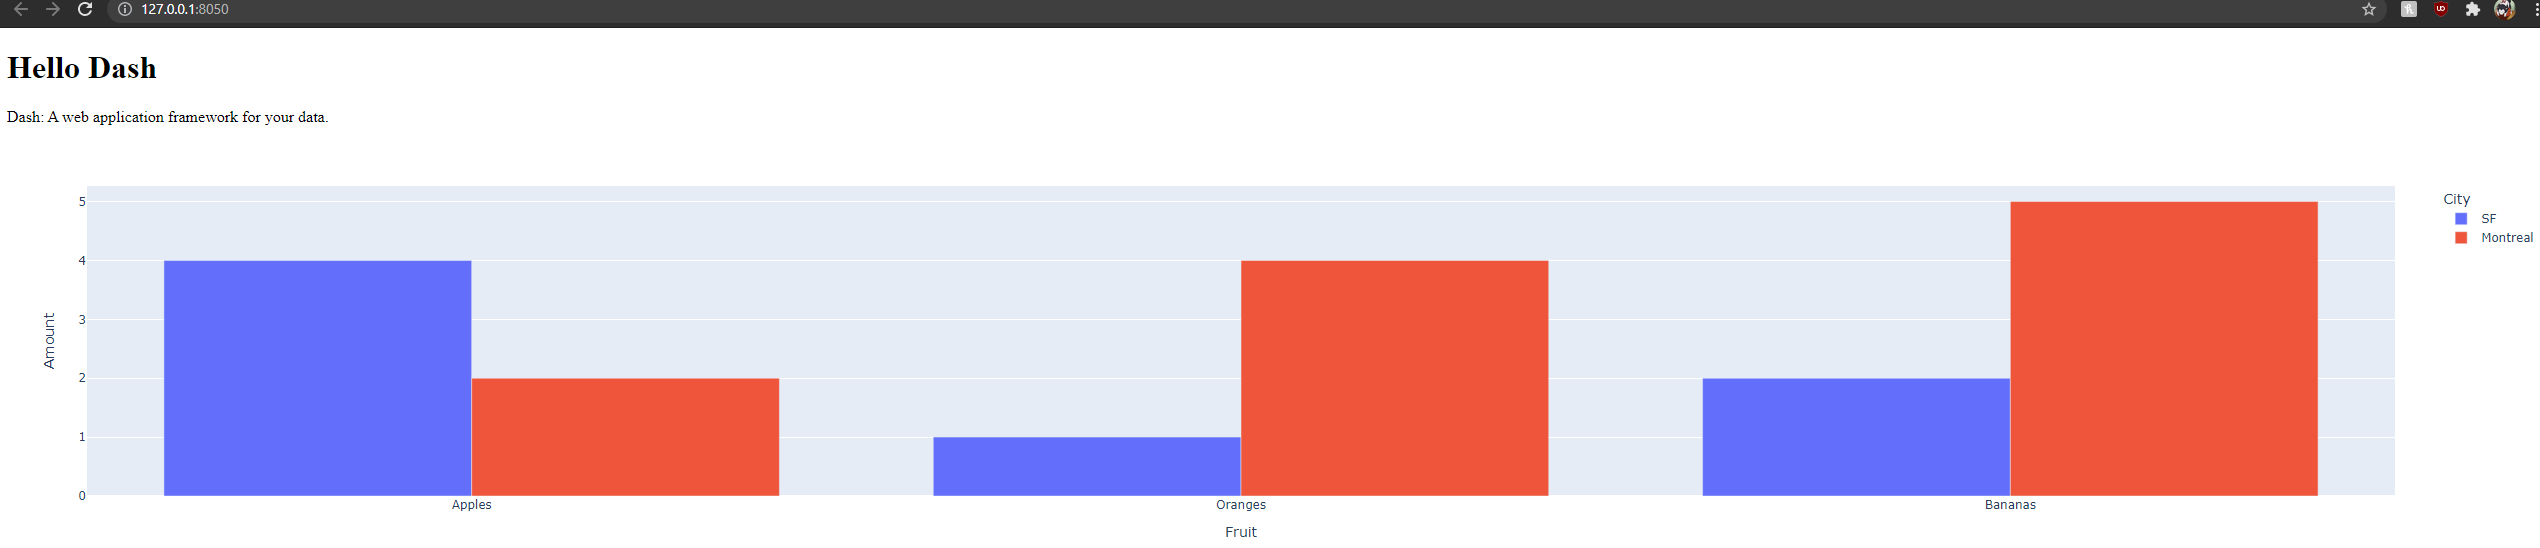 127.0.0.1:8050
Hello Dash
Dash: A web application framework for your data.
City
SF
Montreal
5
4
3
2
1
0
Amount
Apples
Oranges
Bananas
Fruit